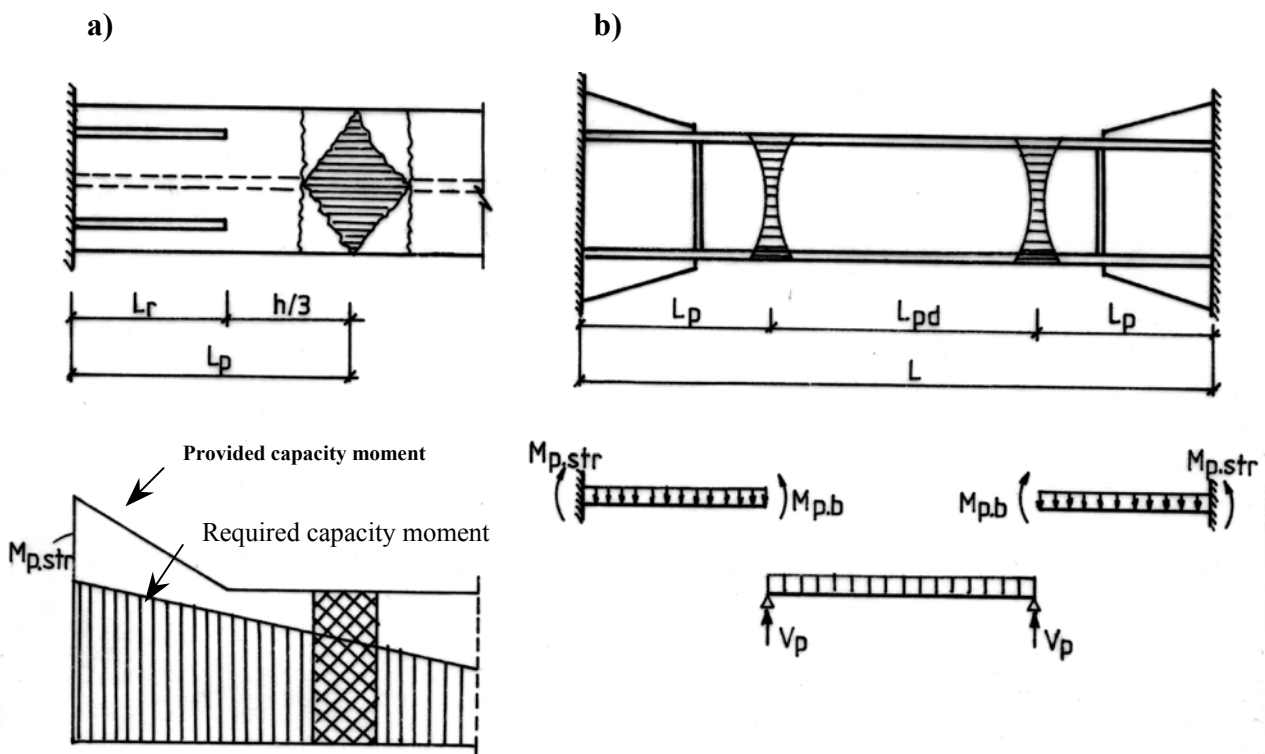 a)
b)
Lr
h/3
Lp
Lp
Lpd
Lp
L
Provided capacity moment
Required capacity moment
Mp.str
Mp.str
Mp.b
Mp.b
Mp.str
Vp
Vp